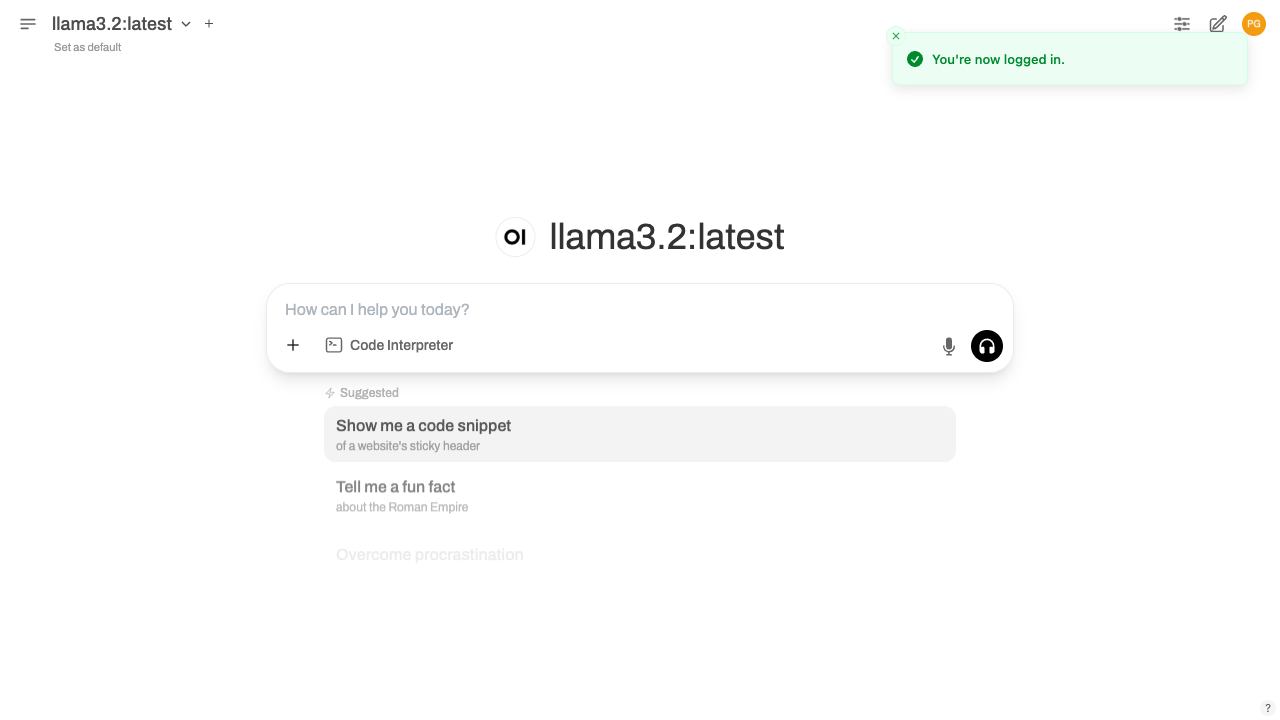 llama3.2:latest
Set as default
PG
You're now logged in.
OI llama3.2:latest
How can I help you today?
Code Interpreter
Suggested
Show me a code snippet
of a website's sticky header
Tell me a fun fact
about the Roman Empire
Overcome procrastination
?